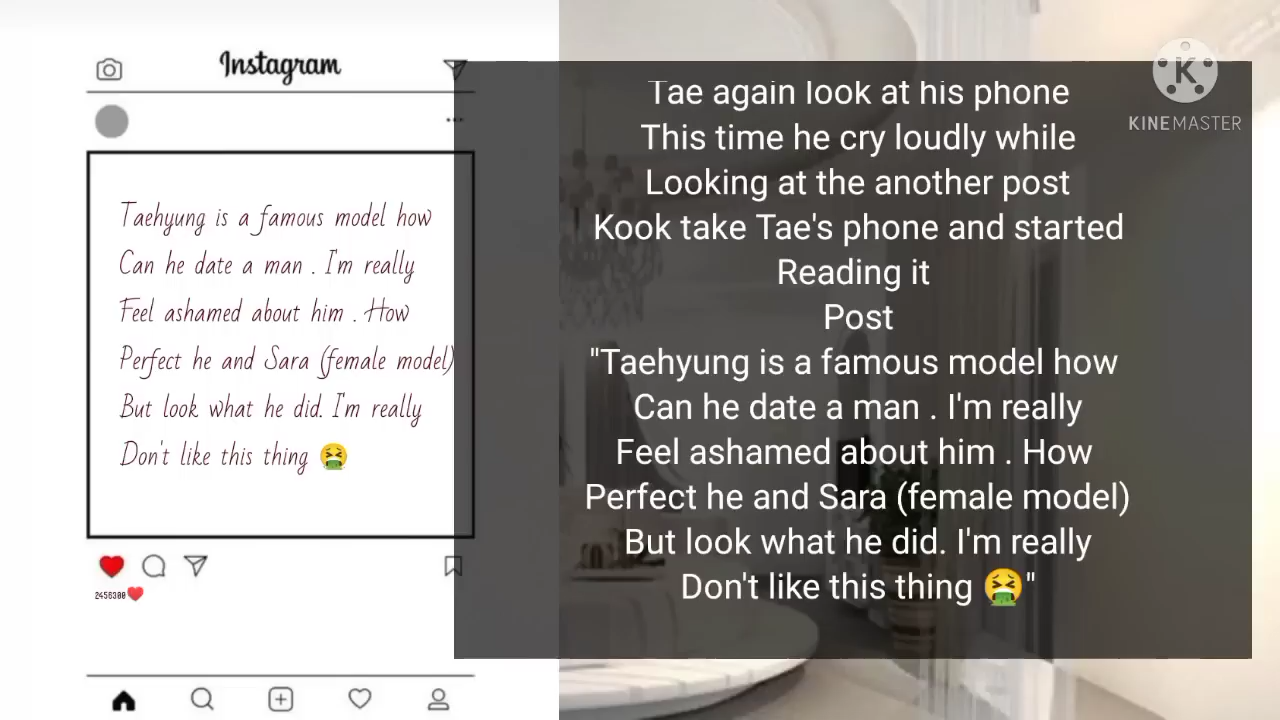 Instagram
Taehyung is a famous model how
Can he date a man . I'm really
Feel ashamed about him . How
Perfect he and Sara (female model)
But look what he did. I'm really
Don't like this thing 🤮
2456300❤️
Tae again look at his phone
This time he cry loudly while
Looking at the another post
Kook take Tae's phone and started
Reading it
Post
"Taehyung is a famous model how
Can he date a man . I'm really
Feel ashamed about him . How
Perfect he and Sara (female model)
But look what he did. I'm really
Don't like this thing 🤮"
K
KINEMASTER